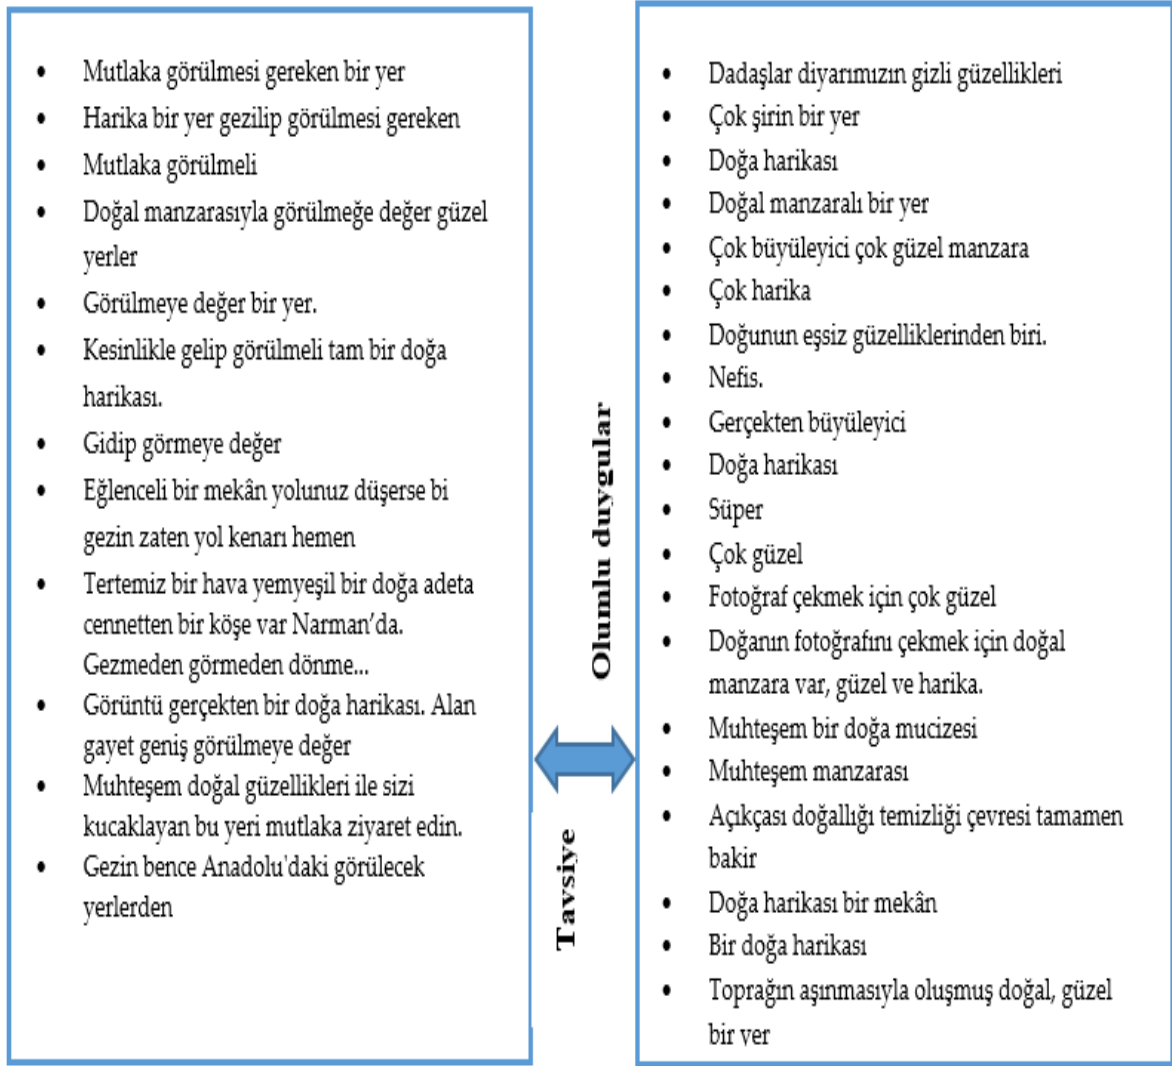 • Mutlaka görülmesi gereken bir yer
• Harika bir yer gezilip görülmesi gereken
• Mutlaka görülmeli
• Doğal manzarasıyla görülmeğe değer güzel
yerler
• Görülmeye değer bir yer.
• Kesinlikle gelip görülmeli tam bir doğa
harikası.
• Gidip görmeye değer
• Eğlenceli bir mekân yolunuz düşerse bi
gezin zaten yol kenarı hemen
• Tertemiz bir hava yemyeşil bir doğa adeta
cennetten bir köşe var Narman’da.
Gezmeden görmeden dönme...
• Görüntü gerçekten bir doğa harikası. Alan
gayet geniş görülmeye değer
• Muhteşem doğal güzellikleri ile sizi
kucaklayan bu yeri mutlaka ziyaret edin.
• Gezin bence Anadolu'daki görülecek
yerlerden
Tavsiye
Olumlu duygular
• Dadaşlar diyarımızın gizli güzellikleri
• Çok şirin bir yer
• Doğa harikası
• Doğal manzaralı bir yer
• Çok büyüleyici çok güzel manzara
• Çok harika
• Doğunun eşsiz güzelliklerinden biri.
• Nefis.
• Gerçekten büyüleyici
• Doğa harikası
• Süper
• Çok güzel
• Fotoğraf çekmek için çok güzel
• Doğanın fotoğrafını çekmek için doğal
manzara var, güzel ve harika.
• Muhteşem bir doğa mucizesi
• Muhteşem manzarası
• Açıkçası doğallığı temizliği çevresi tamamen
bakir
• Doğa harikası bir mekân
• Bir doğa harikası
• Toprağın aşınmasıyla oluşmuş doğal, güzel
bir yer